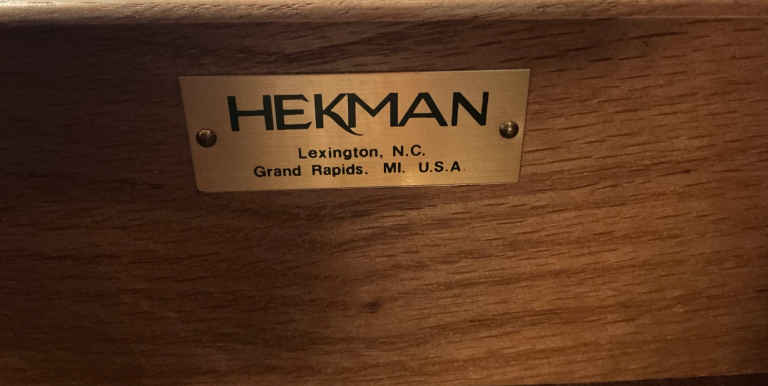 HEKMAN
Lexington, N.C.
Grand Rapids. MI. U.S.A.